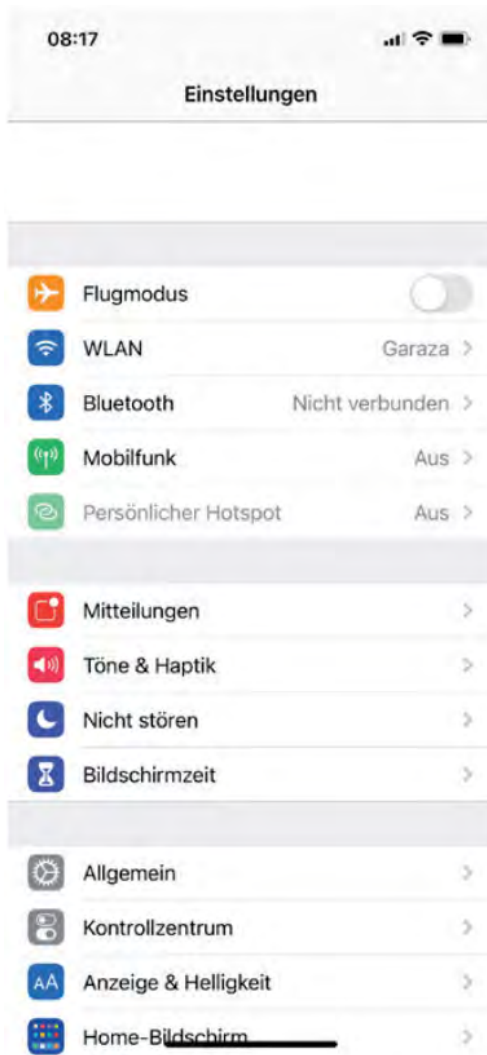 08:17
Einstellungen
Flugmodus
WLAN Garaza
Bluetooth Nicht verbunden
Mobilfunk Aus
Persönlicher Hotspot Aus
Mitteilungen
Töne & Haptik
Nicht stören
Bildschirmzeit
Allgemein
Kontrollzentrum
AA Anzeige & Helligkeit
Home-Bildschirm